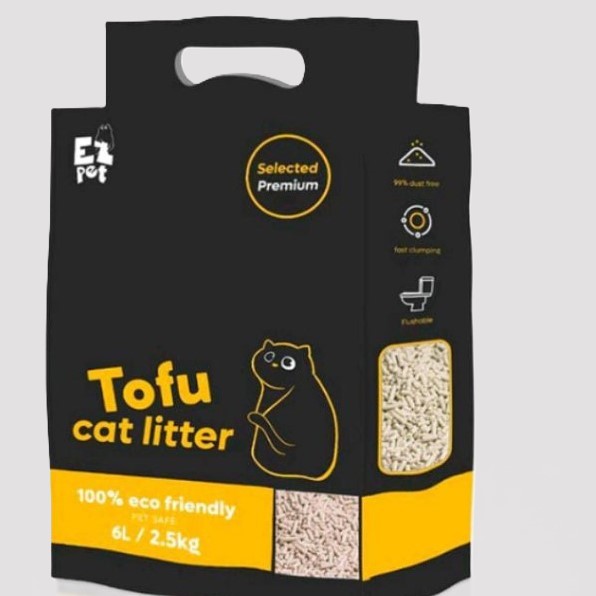 EZ
pet
Selected
Premium
99% dust free
fast clumping
Flushable
Tofu
cat litter
100% eco friendly
PET SAFE
6L / 2.5kg